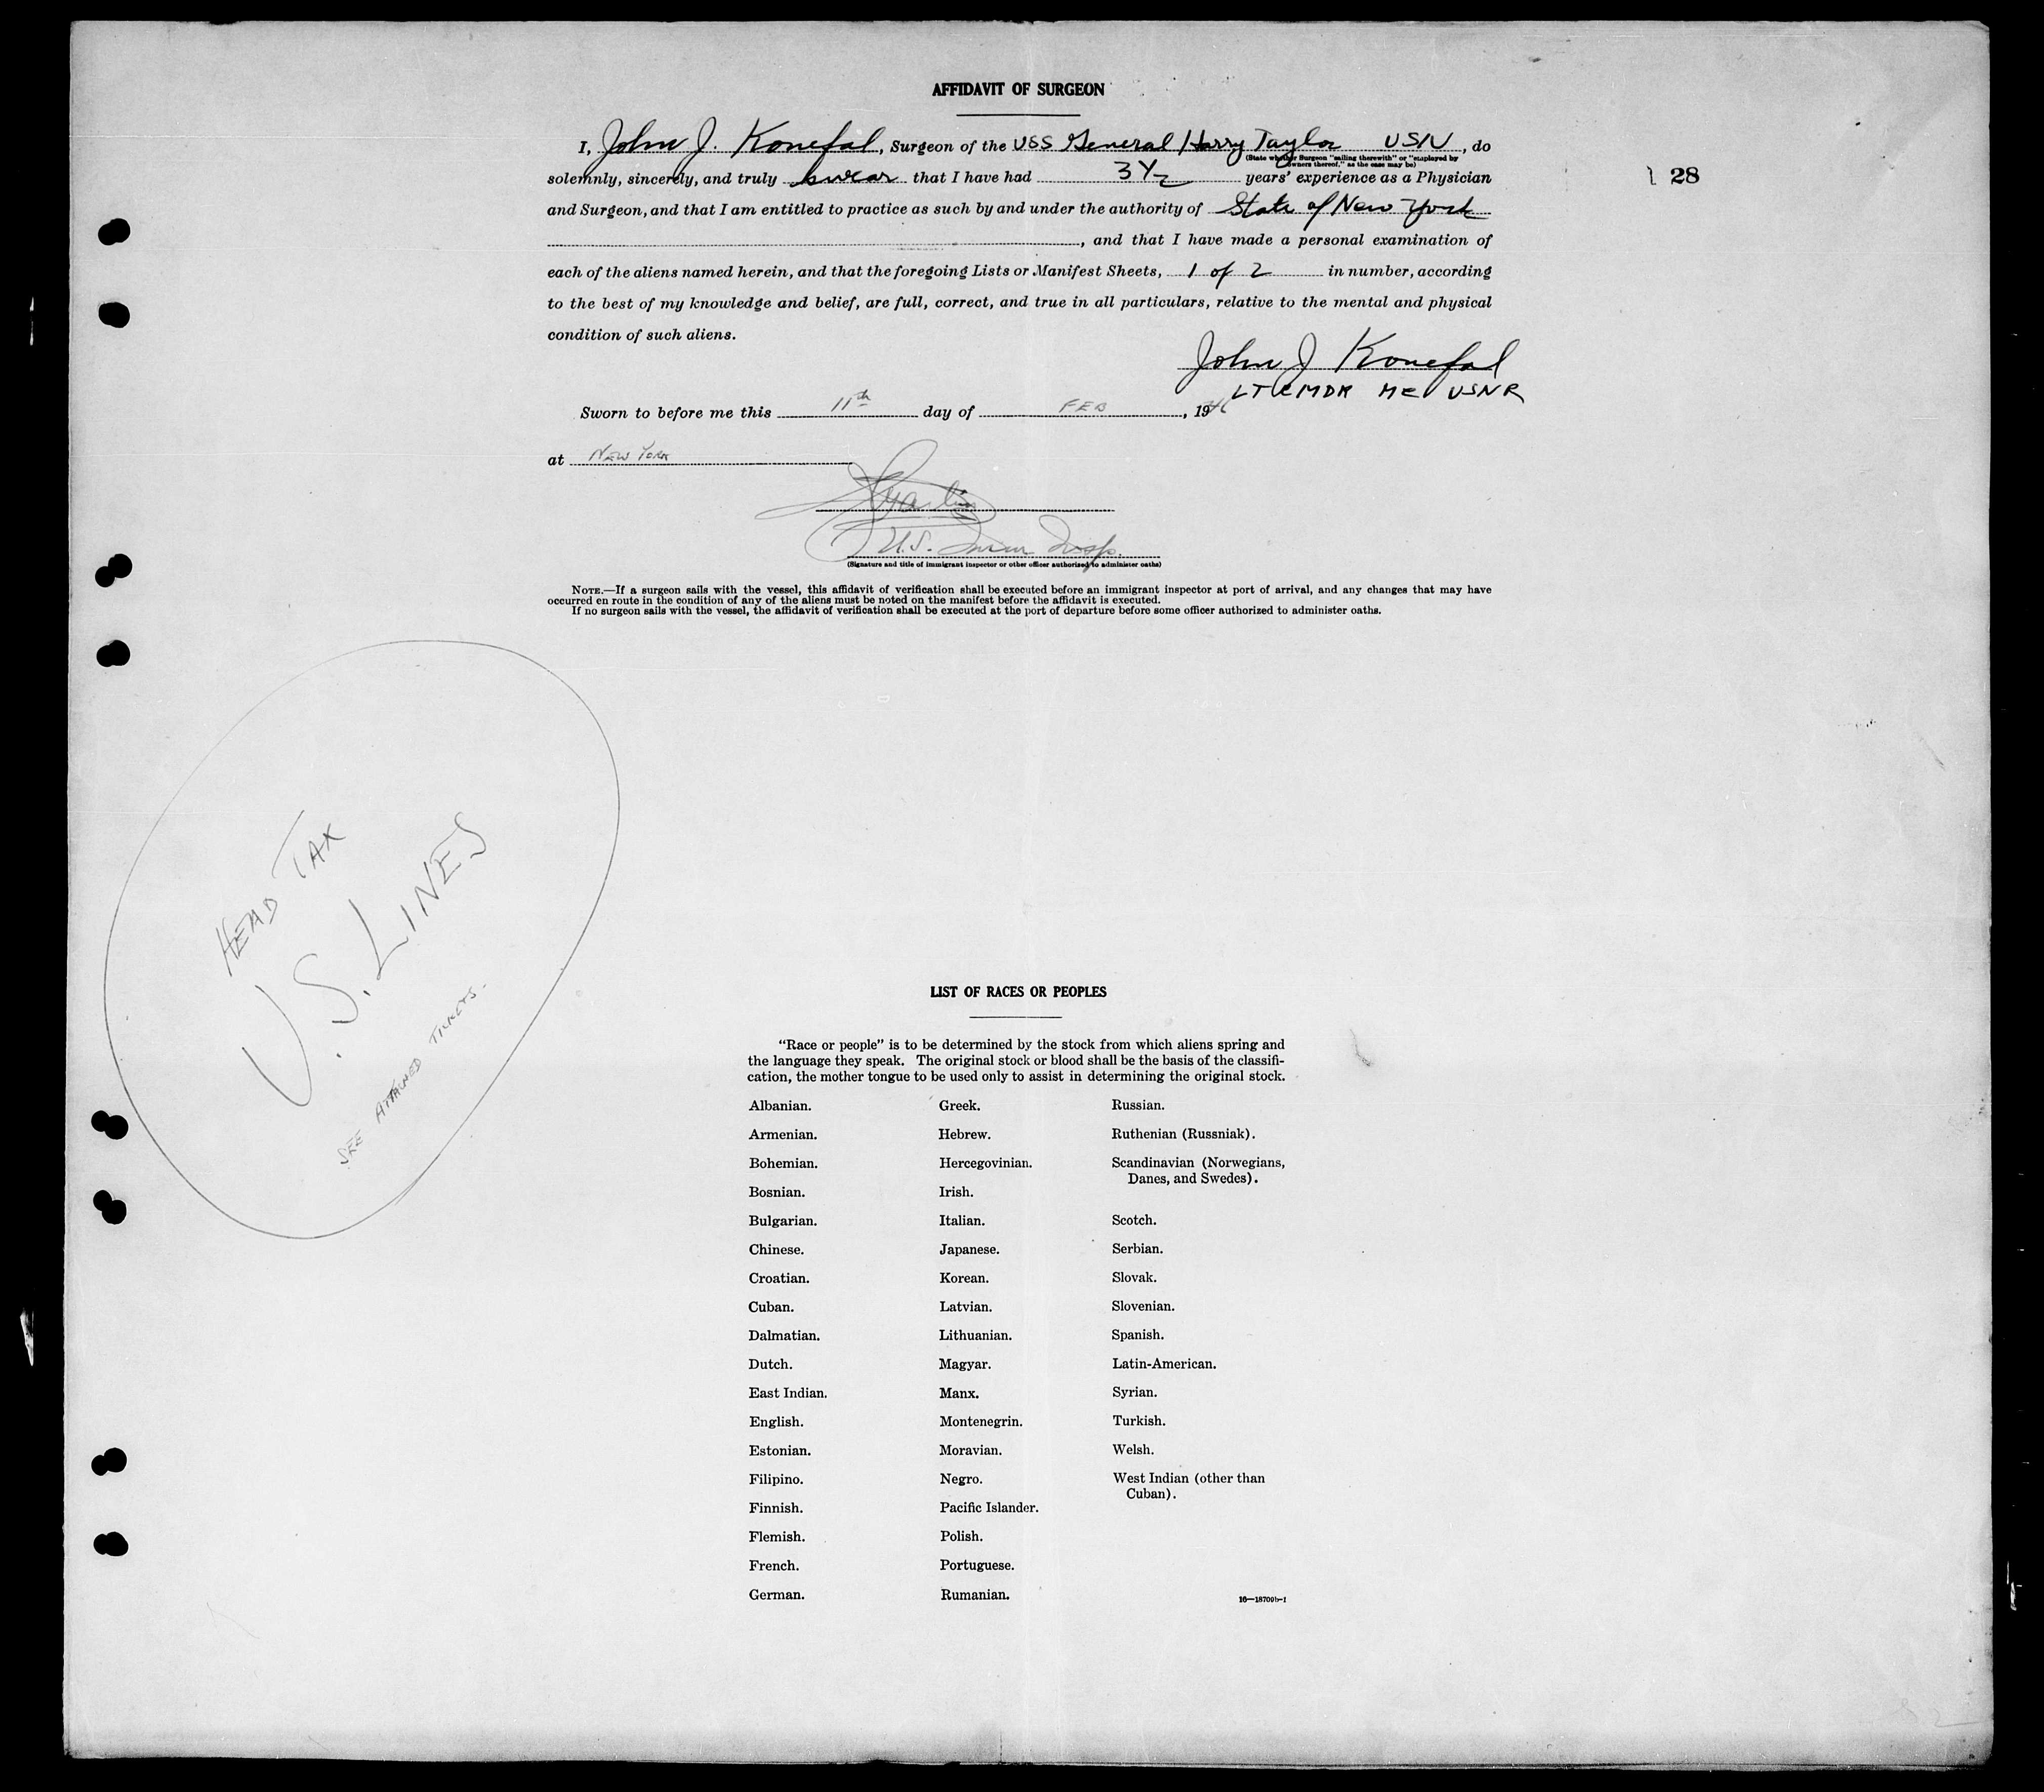 AFFIDAVIT OF SURGEON
I, John J. Konefal, Surgeon of the USS General Harry Taylor USN, do
(State whether Surgeon "sailing therewith" or "employed by
owners thereof," as the case may be)
solemnly, sincerely, and truly swear that I have had 3 1/2 years' experience as a Physician
28
and Surgeon, and that I am entitled to practice as such by and under the authority of State of New York
, and that I have made a personal examination of
each of the aliens named herein, and that the foregoing Lists or Manifest Sheets, 1 of 2 in number, according
to the best of my knowledge and belief, are full, correct, and true in all particulars, relative to the mental and physical
condition of such aliens.
John J Konefal
LT CMDR MC USNR
Sworn to before me this 11th day of FEB, 1946
at NEW YORK
U.S. Imm Insp.
(Signature and title of immigrant inspector or other officer authorized to administer oaths)
NOTE.—If a surgeon sails with the vessel, this affidavit of verification shall be executed before an immigrant inspector at port of arrival, and any changes that may have
occurred en route in the condition of any of the aliens must be noted on the manifest before the affidavit is executed.
If no surgeon sails with the vessel, the affidavit of verification shall be executed at the port of departure before some officer authorized to administer oaths.
HEAD TAX
U.S. LINES
SEE ATTACHED TICKETS-
LIST OF RACES OR PEOPLES
"Race or people" is to be determined by the stock from which aliens spring and
the language they speak. The original stock or blood shall be the basis of the classifi-
cation, the mother tongue to be used only to assist in determining the original stock.
Albanian.
Armenian.
Bohemian.
Bosnian.
Bulgarian.
Chinese.
Croatian.
Cuban.
Dalmatian.
Dutch.
East Indian.
English.
Estonian.
Filipino.
Finnish.
Flemish.
French.
German.
Greek.
Hebrew.
Hercegovinian.
Irish.
Italian.
Japanese.
Korean.
Latvian.
Lithuanian.
Magyar.
Manx.
Montenegrin.
Moravian.
Negro.
Pacific Islander.
Polish.
Portuguese.
Rumanian.
Russian.
Ruthenian (Russniak).
Scandinavian (Norwegians,
Danes, and Swedes).
Scotch.
Serbian.
Slovak.
Slovenian.
Spanish.
Latin-American.
Syrian.
Turkish.
Welsh.
West Indian (other than
Cuban).
16—18709b-1